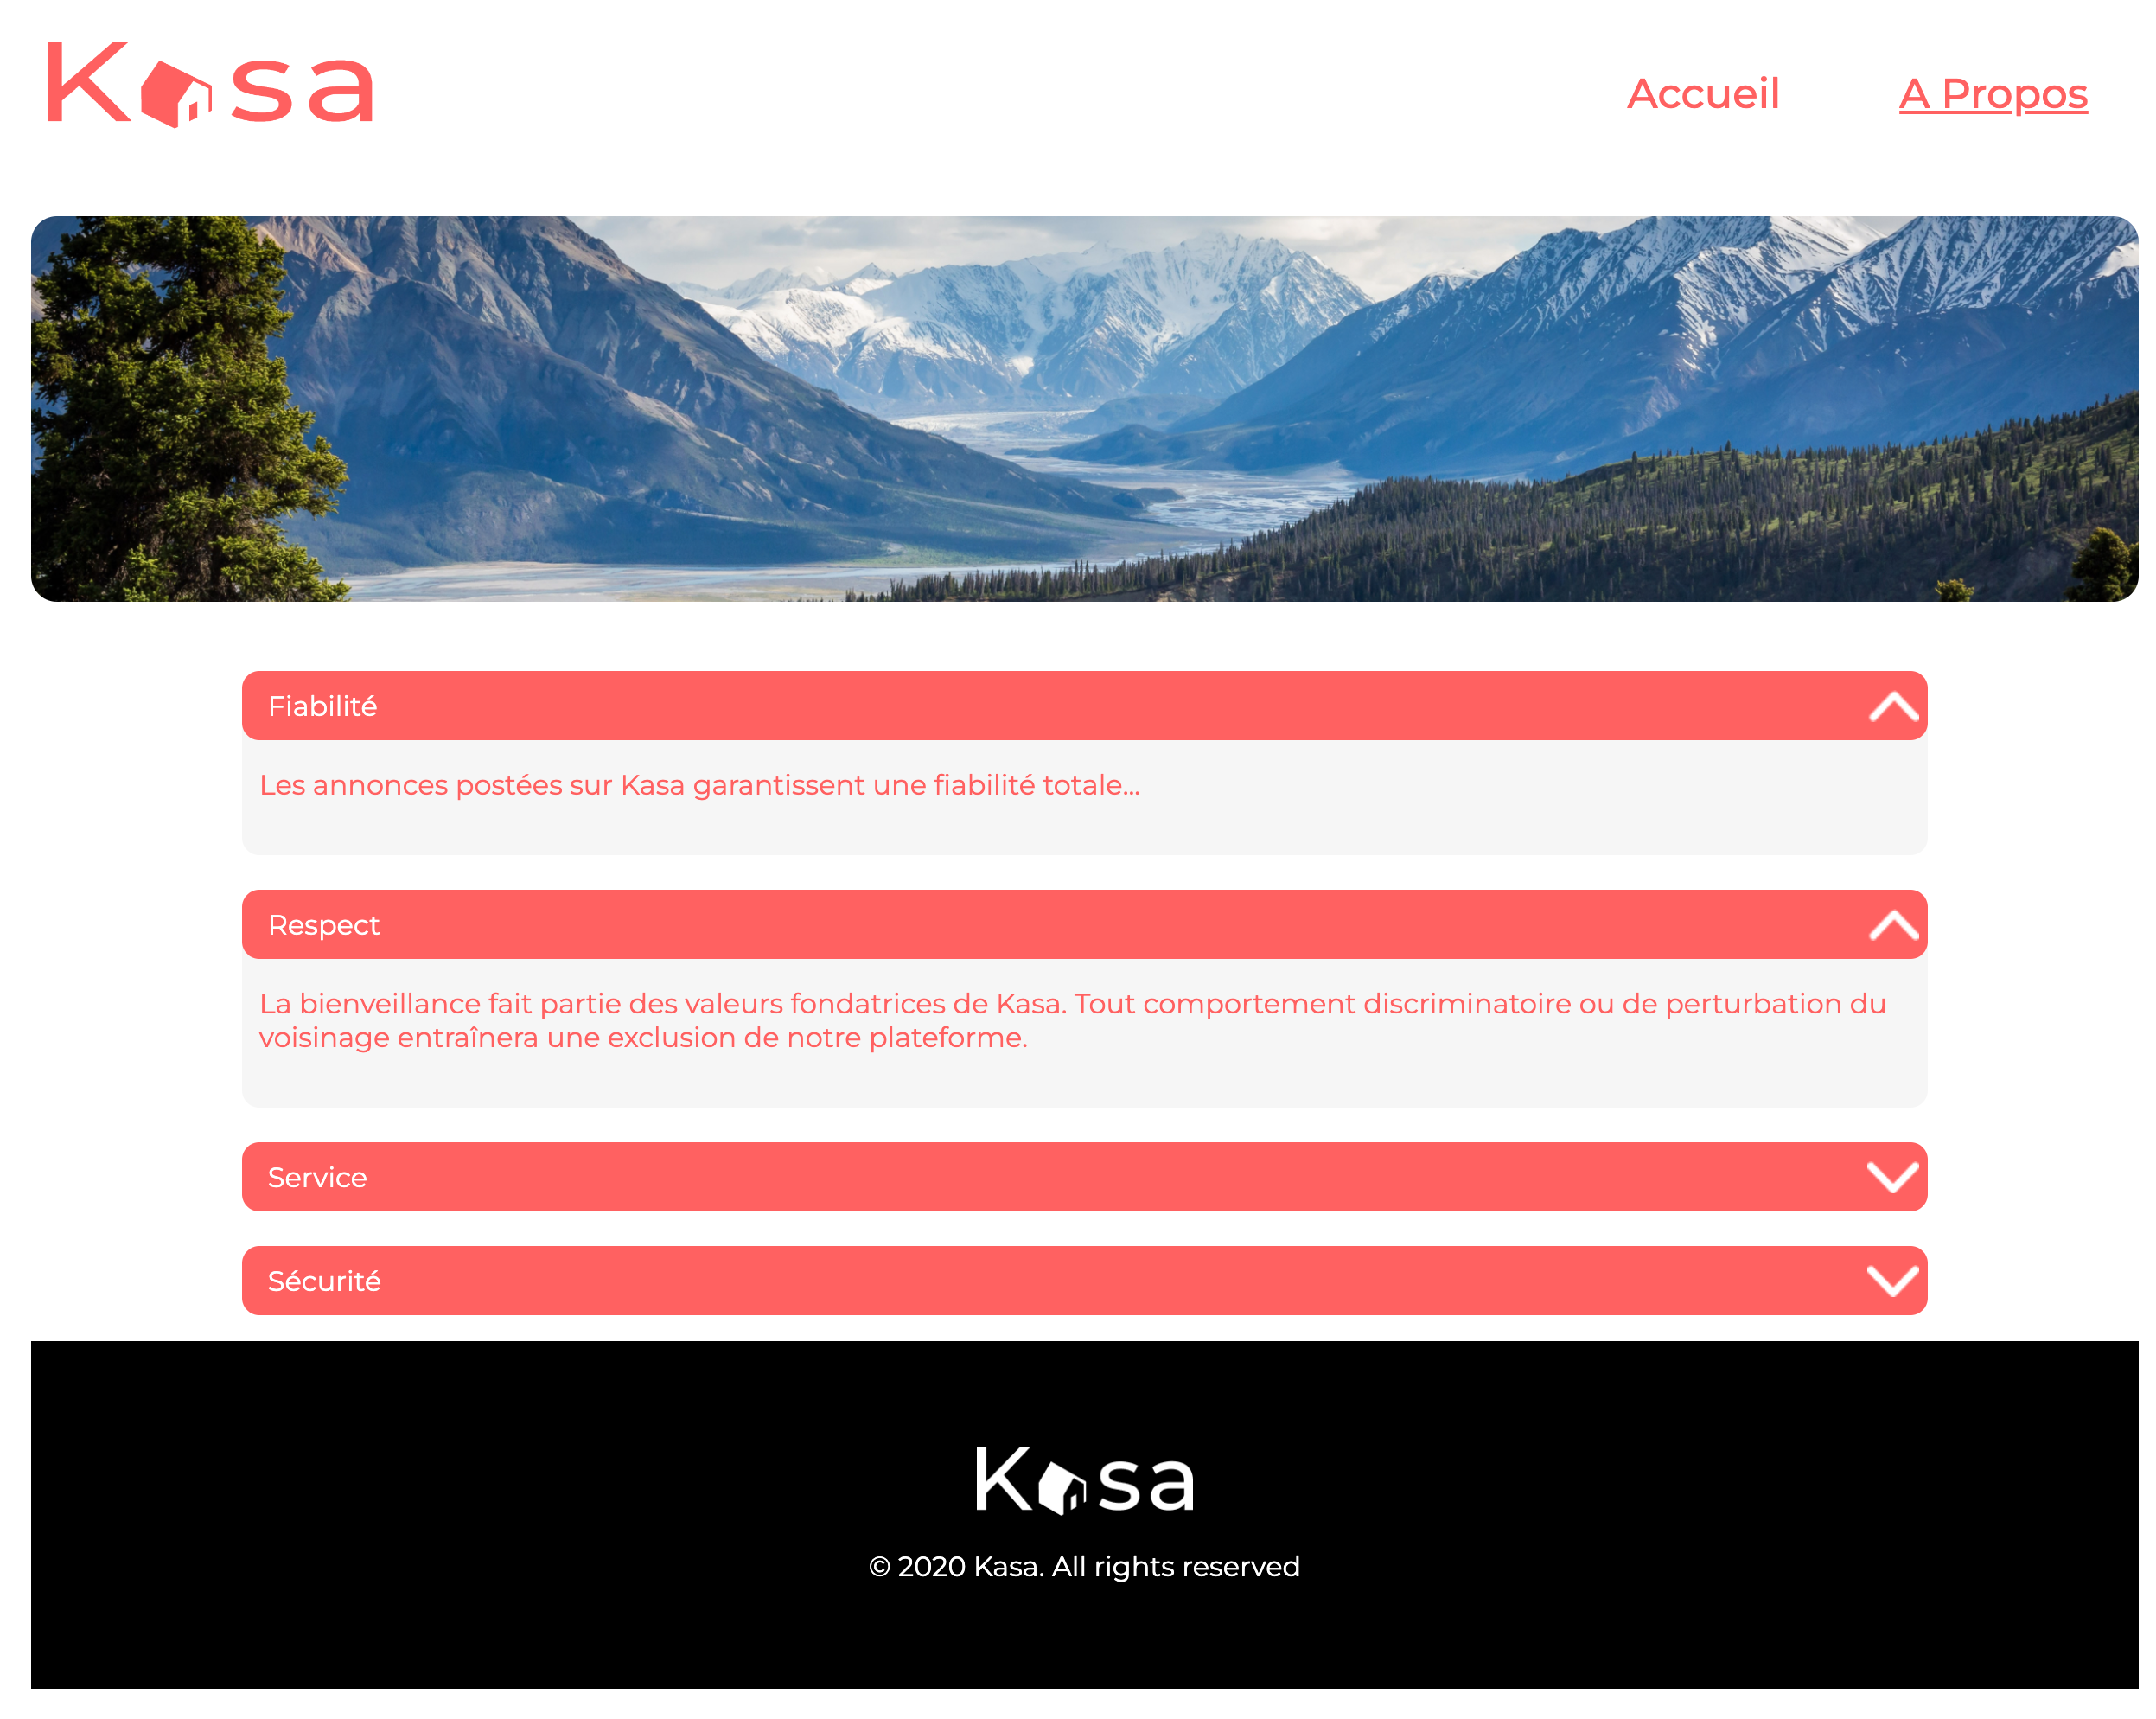 Kasa
Accueil
A Propos
Fiabilité
Les annonces postées sur Kasa garantissent une fiabilité totale...
Respect
La bienveillance fait partie des valeurs fondatrices de Kasa. Tout comportement discriminatoire ou de perturbation du
voisinage entraînera une exclusion de notre plateforme.
Service
Sécurité
Kasa
© 2020 Kasa. All rights reserved